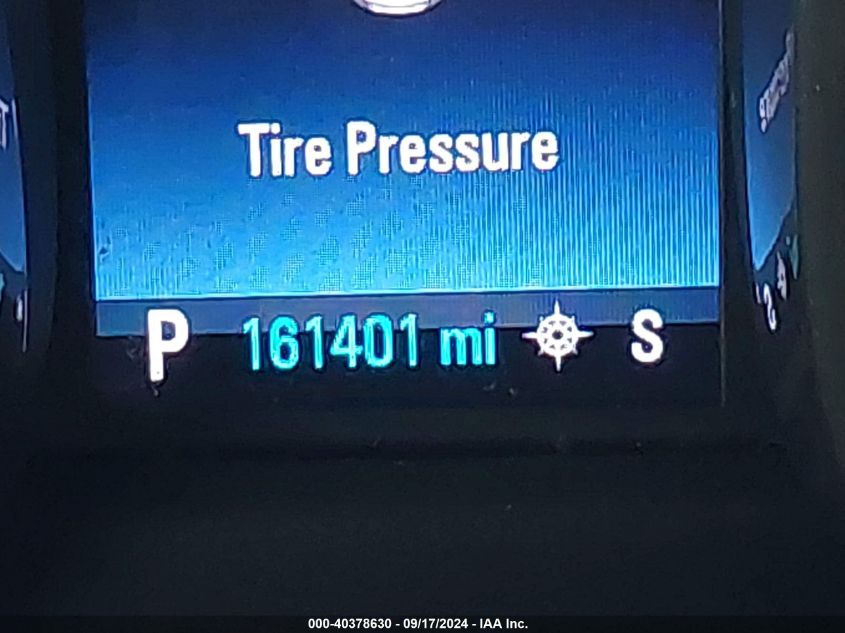 Tire Pressure
P 161401 mi S
000-40378630 - 09/17/2024 - IAA Inc.